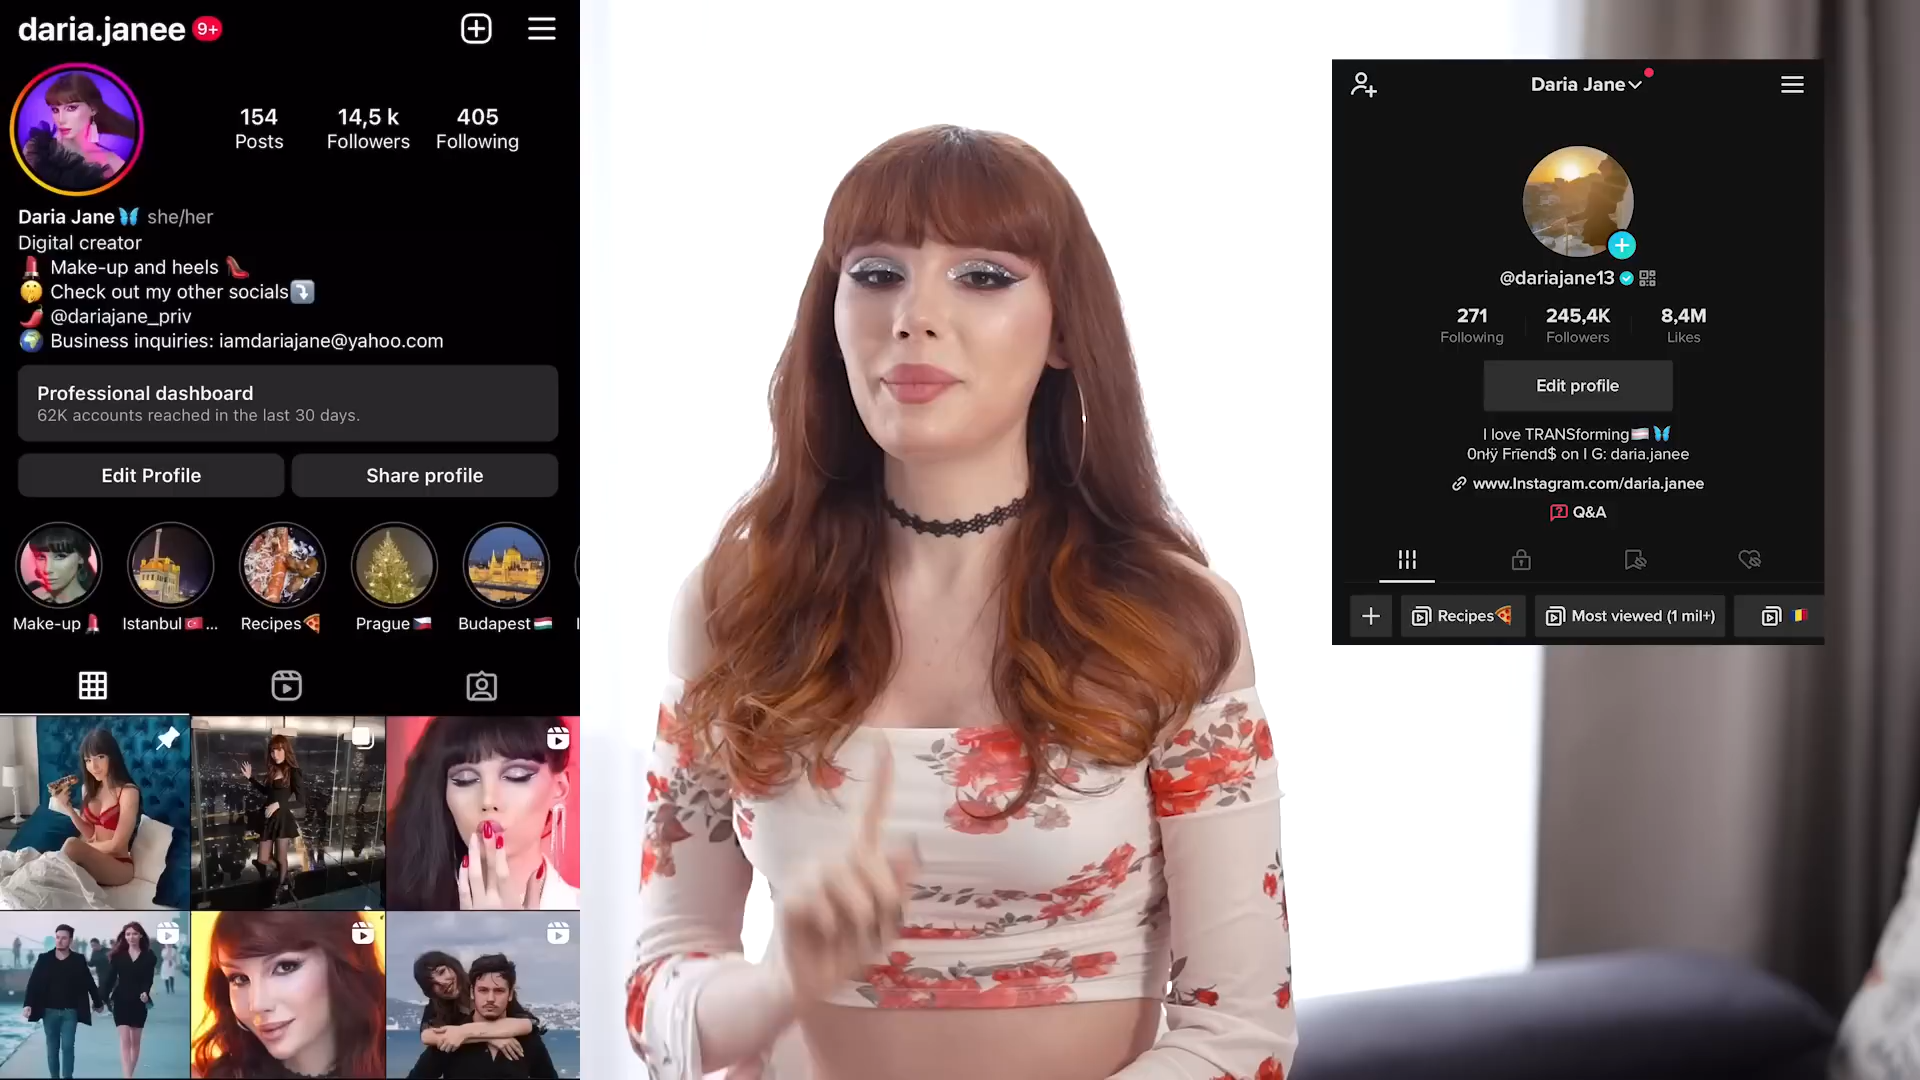 daria.janee 9+
154 14,5 k 405
Posts Followers Following
Daria Jane she/her
Digital creator
Make-up and heels
Check out my other socials
@dariajane_priv
Business inquiries: iamdariajane@yahoo.com
Professional dashboard
62K accounts reached in the last 30 days.
Edit Profile Share profile
Make-up Istanbul ... Recipes Prague Budapest
Daria Jane
@dariajane13
271 245,4K 8,4M
Following Followers Likes
Edit profile
I love TRANSforming
0nłÿ Frīend$ on I G: daria.janee
www.Instagram.com/daria.janee
Q&A
Recipes Most viewed (1 mil+)